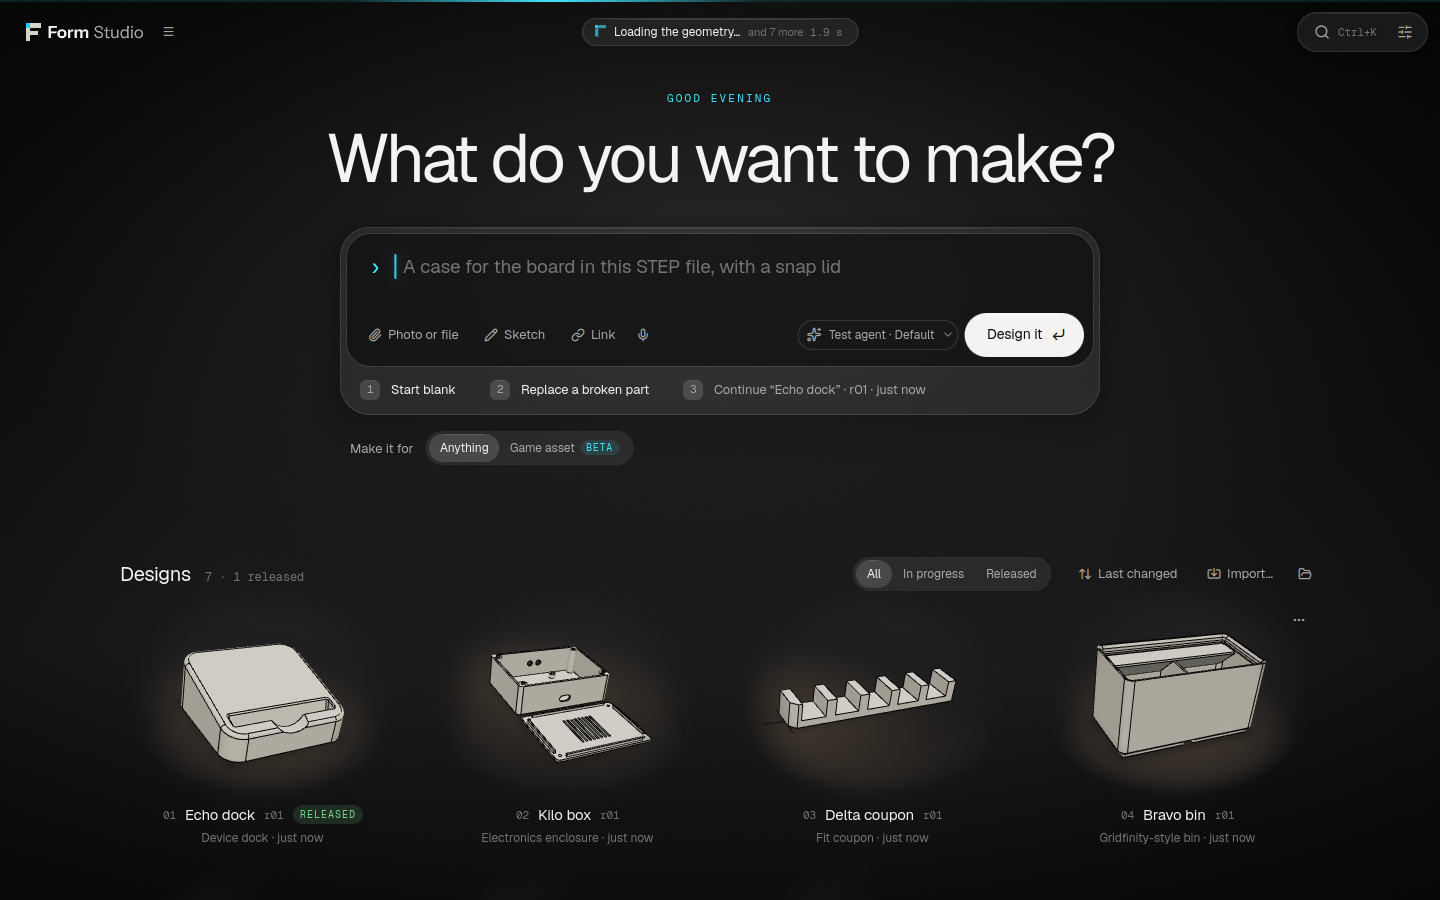 Form Studio
Loading the geometry... and 7 more 1.9 s
Ctrl+K
GOOD EVENING
What do you want to make?
A case for the board in this STEP file, with a snap lid
Photo or file Sketch Link Test agent · Default Design it
1 Start blank 2 Replace a broken part 3 Continue “Echo dock” · r01 · just now
Make it for Anything Game asset BETA
Designs 7 · 1 released All In progress Released Last changed Import...
01 Echo dock r01 RELEASED
Device dock · just now
02 Kilo box r01
Electronics enclosure · just now
03 Delta coupon r01
Fit coupon · just now
04 Bravo bin r01
Gridfinity-style bin · just now